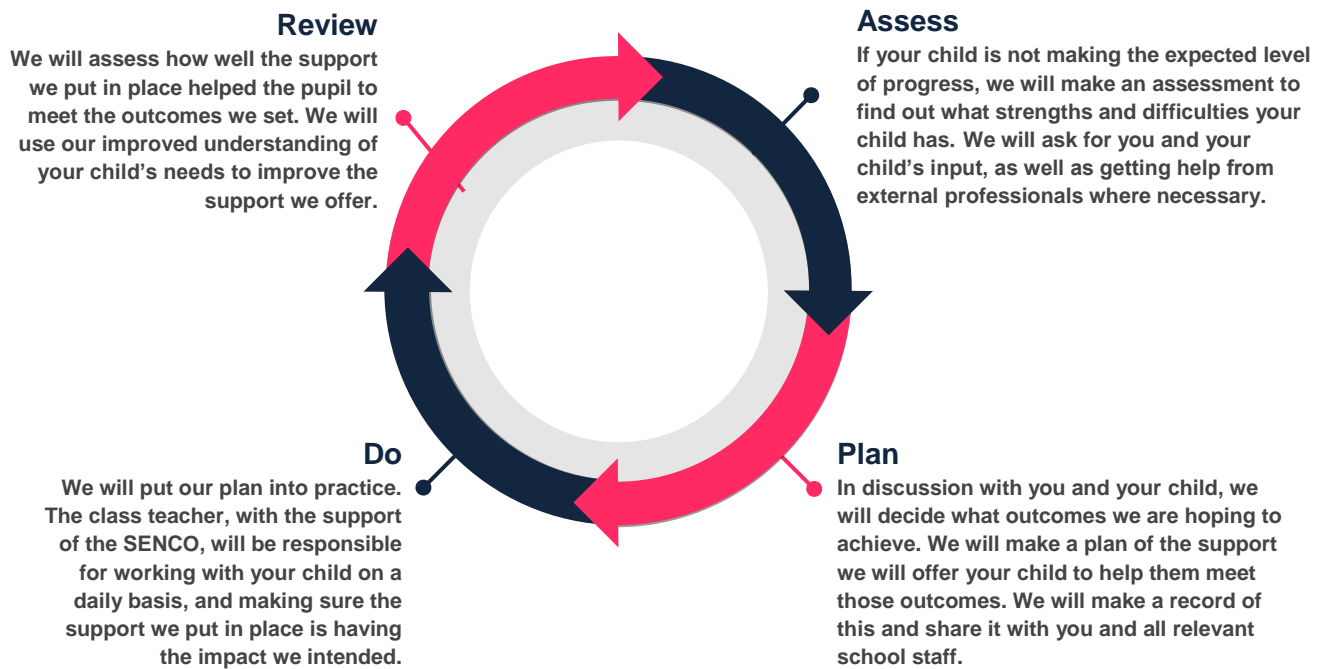 Review
We will assess how well the support
we put in place helped the pupil to
meet the outcomes we set. We will
use our improved understanding of
your child’s needs to improve the
support we offer.
Assess
If your child is not making the expected level
of progress, we will make an assessment to
find out what strengths and difficulties your
child has. We will ask for you and your
child’s input, as well as getting help from
external professionals where necessary.
Do
We will put our plan into practice.
The class teacher, with the support
of the SENCO, will be responsible
for working with your child on a
daily basis, and making sure the
support we put in place is having
the impact we intended.
Plan
In discussion with you and your child, we
will decide what outcomes we are hoping to
achieve. We will make a plan of the support
we will offer your child to help them meet
those outcomes. We will make a record of
this and share it with you and all relevant
school staff.